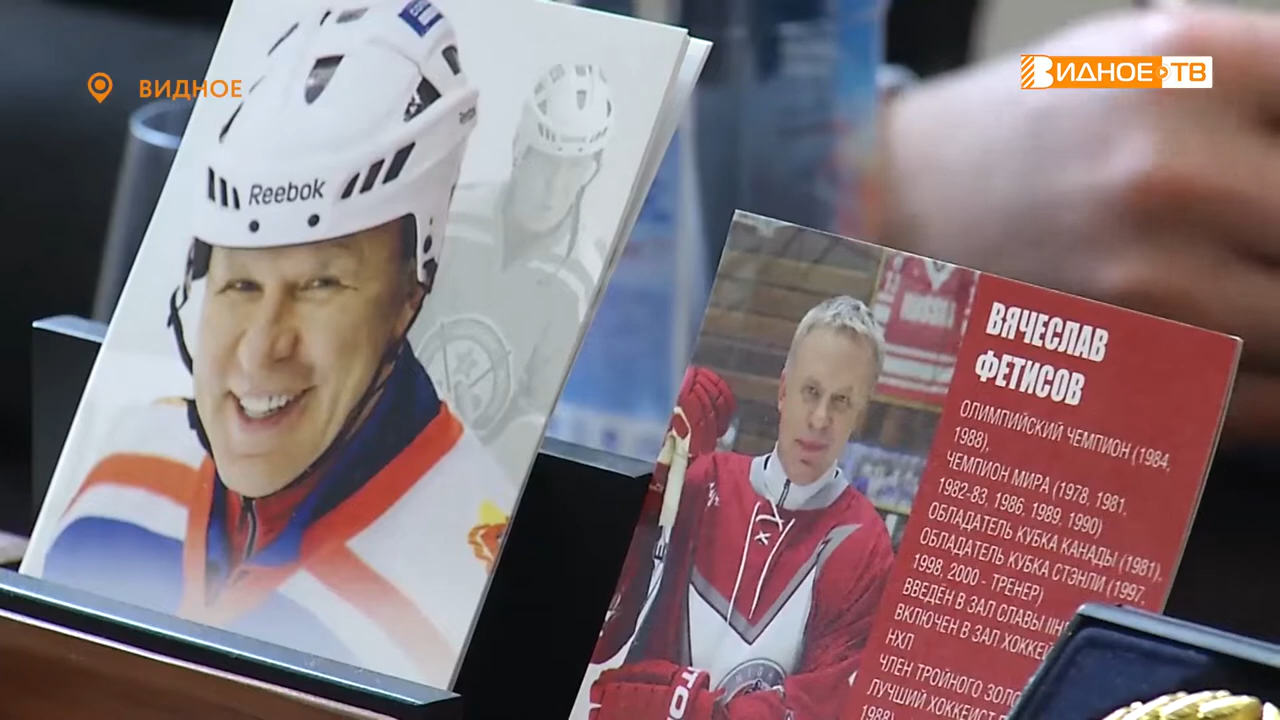 ВИДНОЕ
ВИДНОЕ ТВ
Reebok
ВЯЧЕСЛАВ
ФЕТИСОВ
ОЛИМПИЙСКИЙ ЧЕМПИОН (1984,
1988),
ЧЕМПИОН МИРА (1978, 1981,
1982-83, 1986, 1989, 1990)
ОБЛАДАТЕЛЬ КУБКА КАНАДЫ (1981),
ОБЛАДАТЕЛЬ КУБКА СТЭНЛИ (1997,
1998, 2000 - ТРЕНЕР)
ВВЕДЕН В ЗАЛ СЛАВЫ
ВКЛЮЧЕН В ЗАЛ
НХЛ
ЧЛЕН ТРОЙНОГО
ЛУЧШИЙ ХОККЕИСТ
1988)